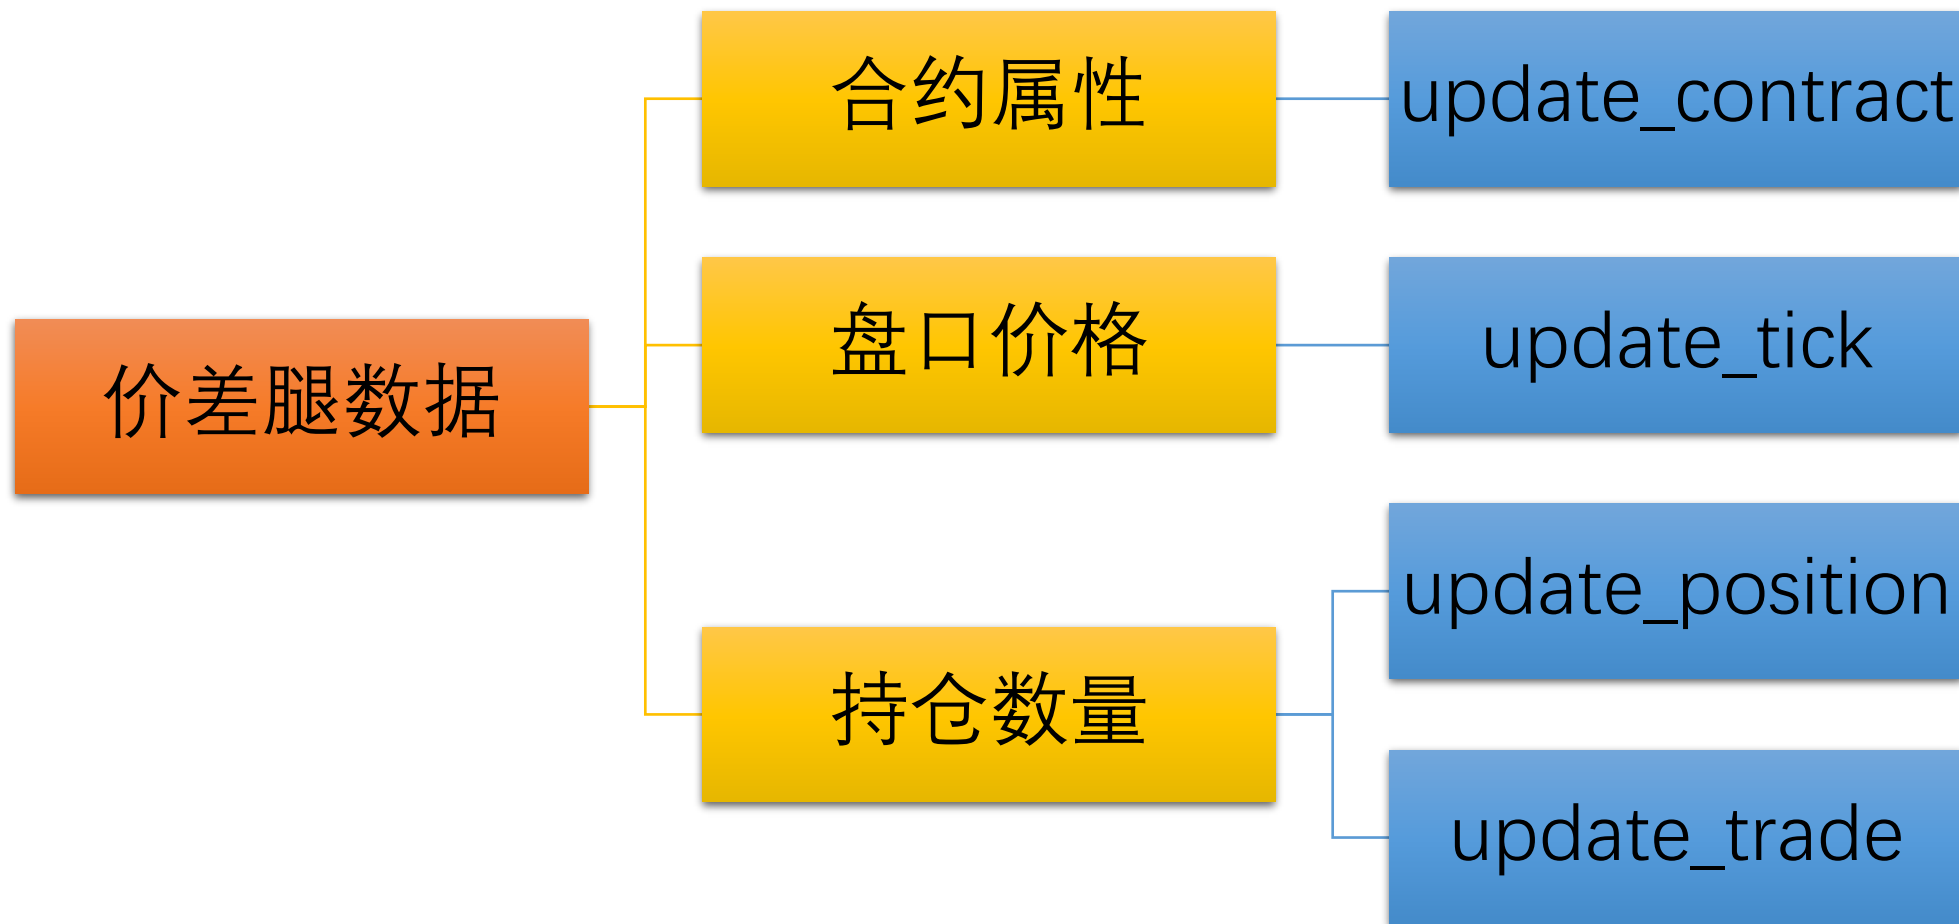 价差腿数据
合约属性
update_contract
盘口价格
update_tick
持仓数量
update_position
update_trade